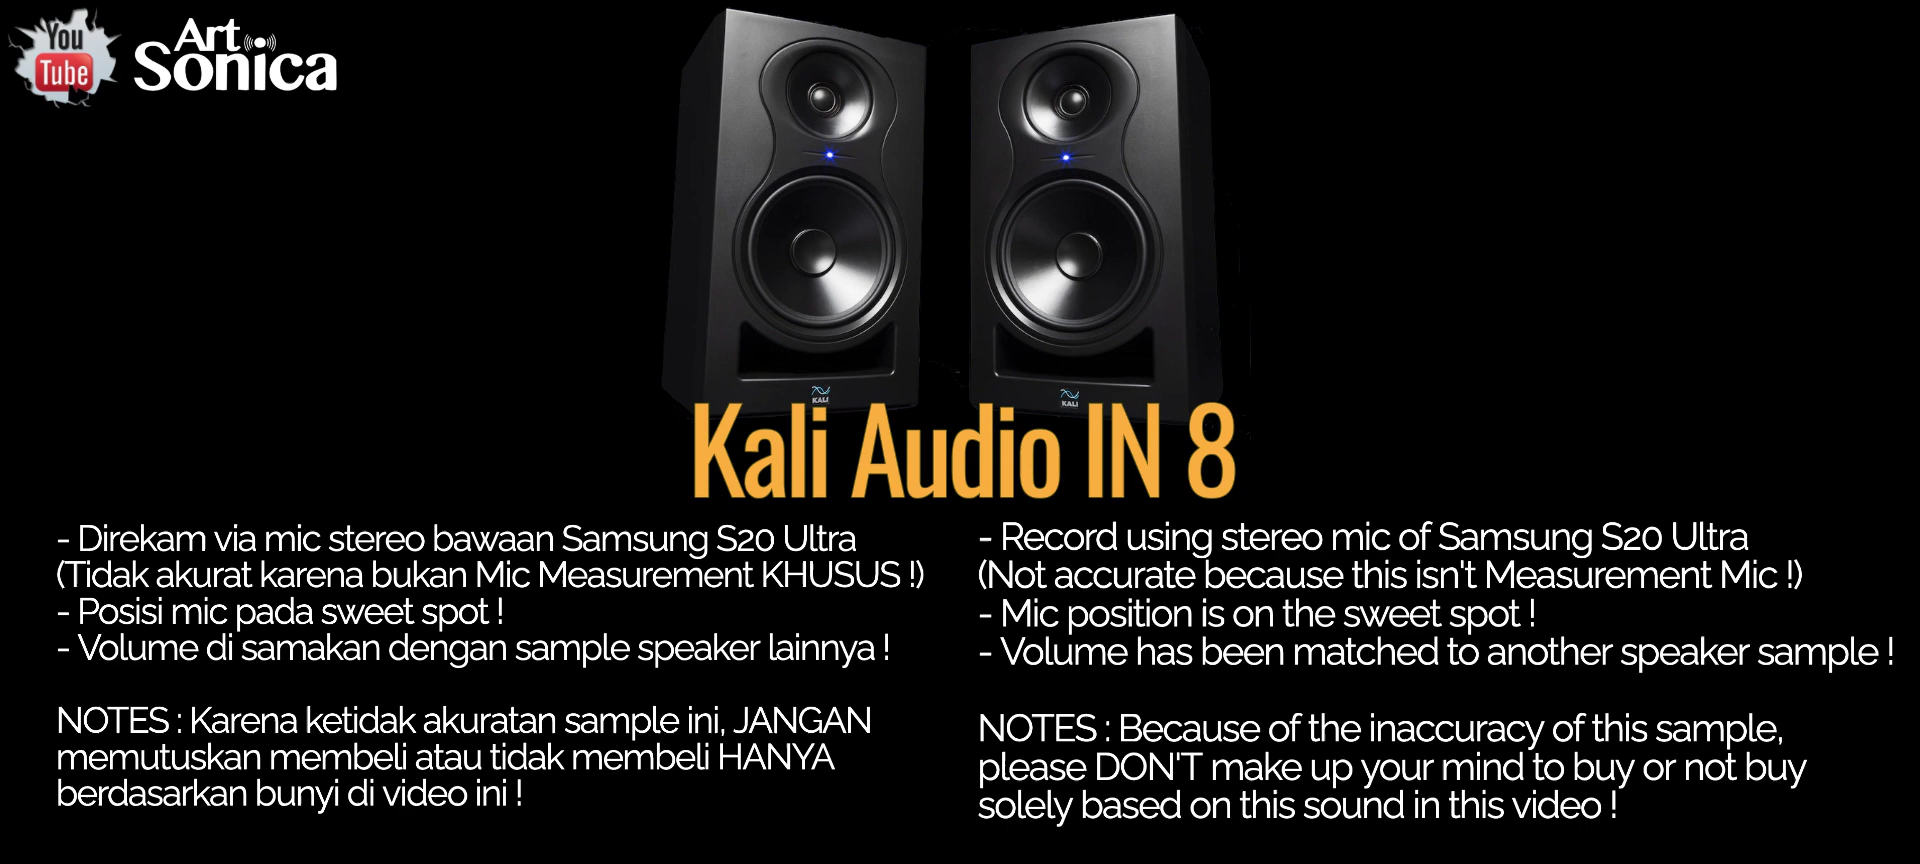 You
Tube
Art
Sonica
KALI
KALI
Kali Audio IN 8
- Direkam via mic stereo bawaan Samsung S20 Ultra
(Tidak akurat karena bukan Mic Measurement KHUSUS !)
- Posisi mic pada sweet spot !
- Volume di samakan dengan sample speaker lainnya !
NOTES : Karena ketidak akuratan sample ini, JANGAN
memutuskan membeli atau tidak membeli HANYA
berdasarkan bunyi di video ini !
- Record using stereo mic of Samsung S20 Ultra
(Not accurate because this isn't Measurement Mic !)
- Mic position is on the sweet spot !
- Volume has been matched to another speaker sample !
NOTES : Because of the inaccuracy of this sample,
please DON'T make up your mind to buy or not buy
solely based on this sound in this video !